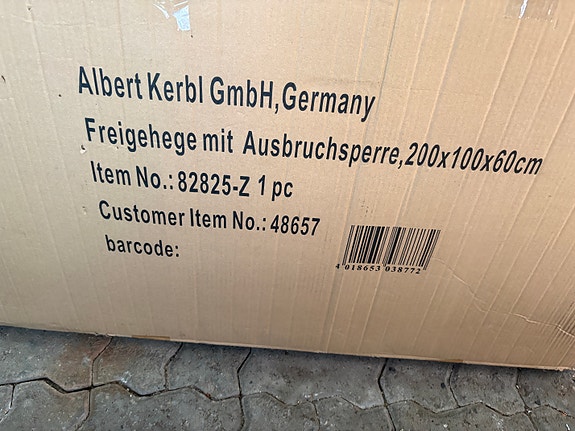 Albert Kerbl GmbH,Germany
Freigehege mit Ausbruchsperre,200x100x60cm
Item No.: 82825-Z 1 pc
Customer Item No.: 48657
barcode:
4 018653 038772